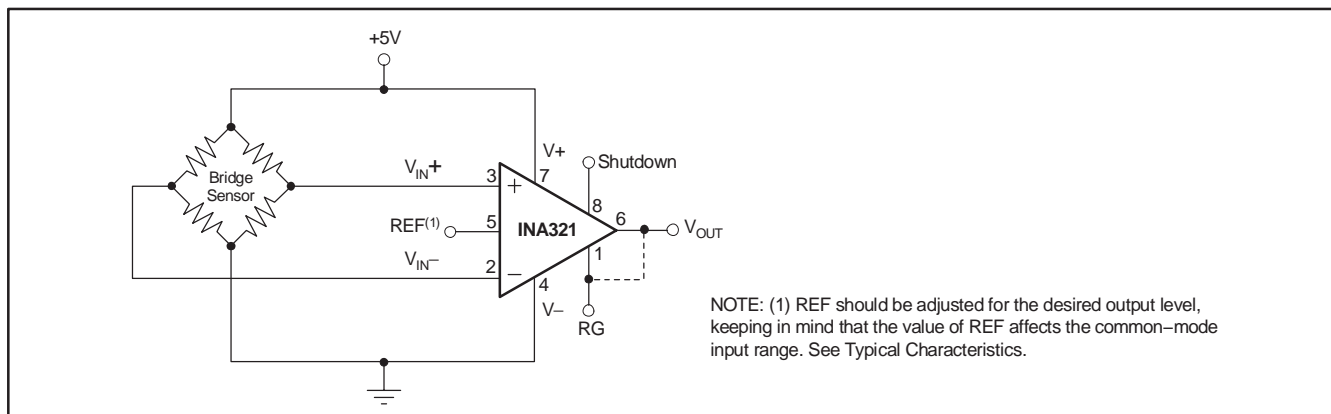 +5V
V+
Shutdown
VIN+
3
+
7
8
Bridge
Sensor
REF(1)
5
INA321
6
VOUT
1
VIN−
2
−
4
V−
RG
NOTE: (1) REF should be adjusted for the desired output level,
keeping in mind that the value of REF affects the common−mode
input range. See Typical Characteristics.